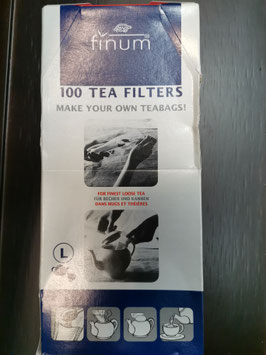 finum
100 TEA FILTERS
MAKE YOUR OWN TEABAGS!
FOR FINEST LOOSE TEA
FÜR BECHER UND KANNEN
DANS MUGS ET THÉIÈRES
L